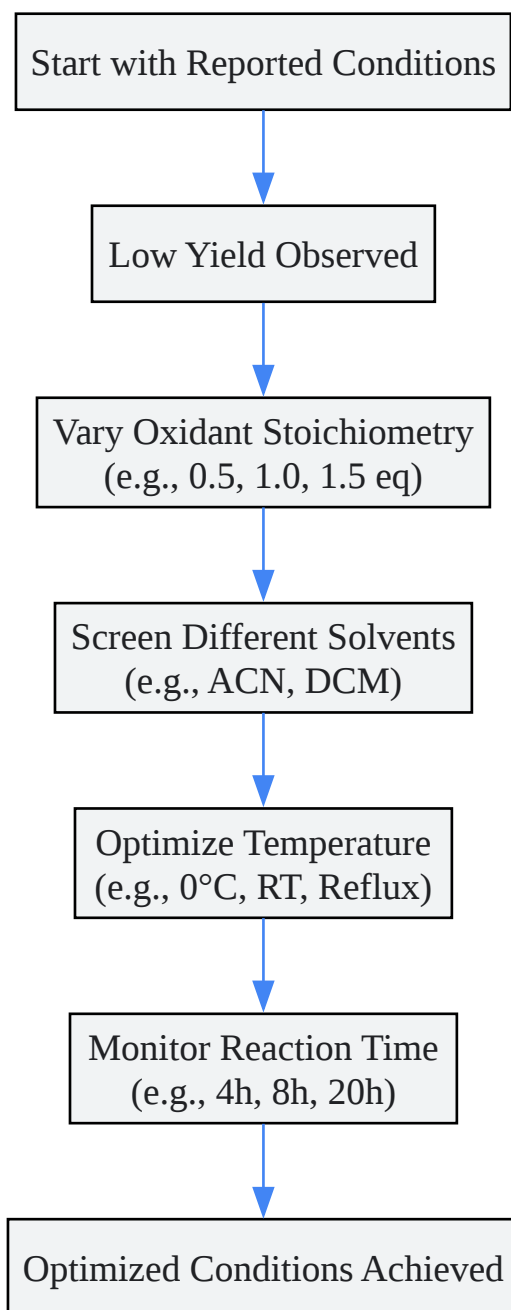 Start with Reported Conditions
Low Yield Observed
Vary Oxidant Stoichiometry
(e.g., 0.5, 1.0, 1.5 eq)
Screen Different Solvents
(e.g., ACN, DCM)
Optimize Temperature
(e.g., 0°C, RT, Reflux)
Monitor Reaction Time
(e.g., 4h, 8h, 20h)
Optimized Conditions Achieved